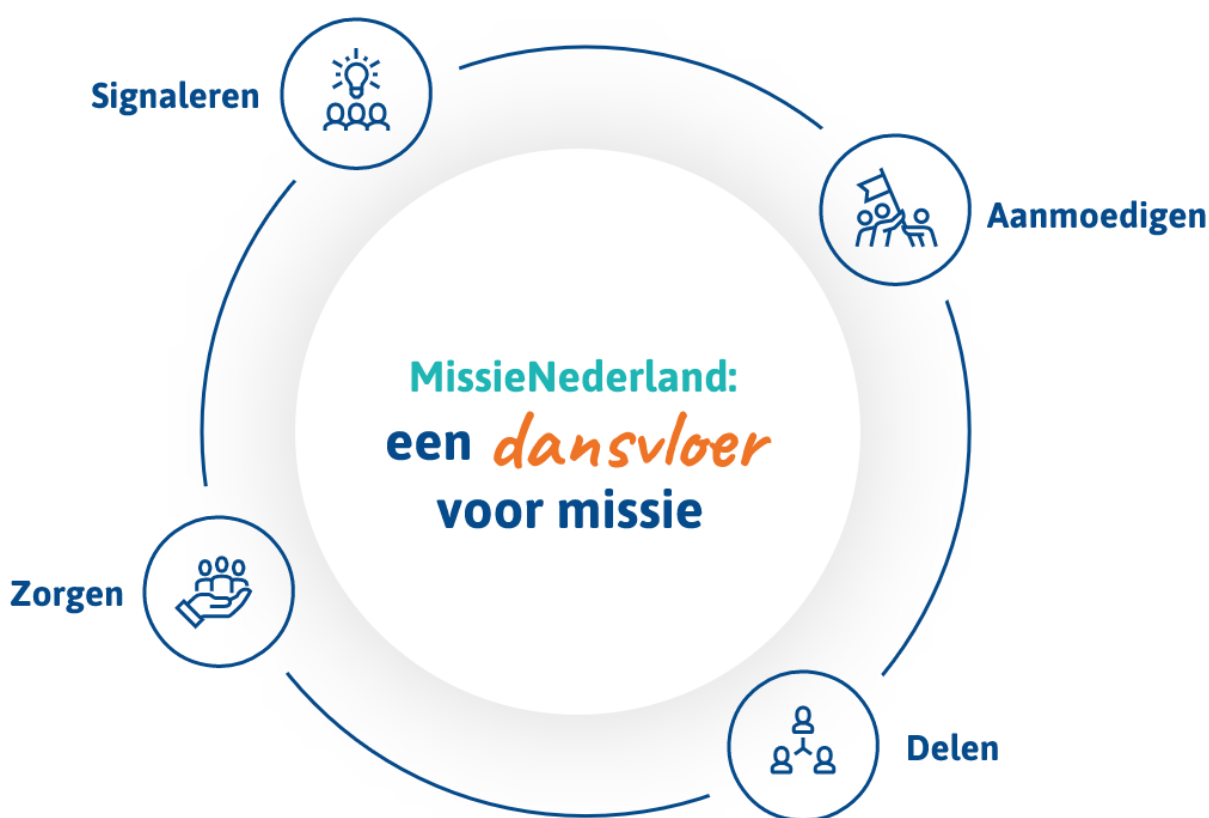 Signaleren
Aanmoedigen
MissieNederland:
een dansvloer
voor missie
Zorgen
Delen